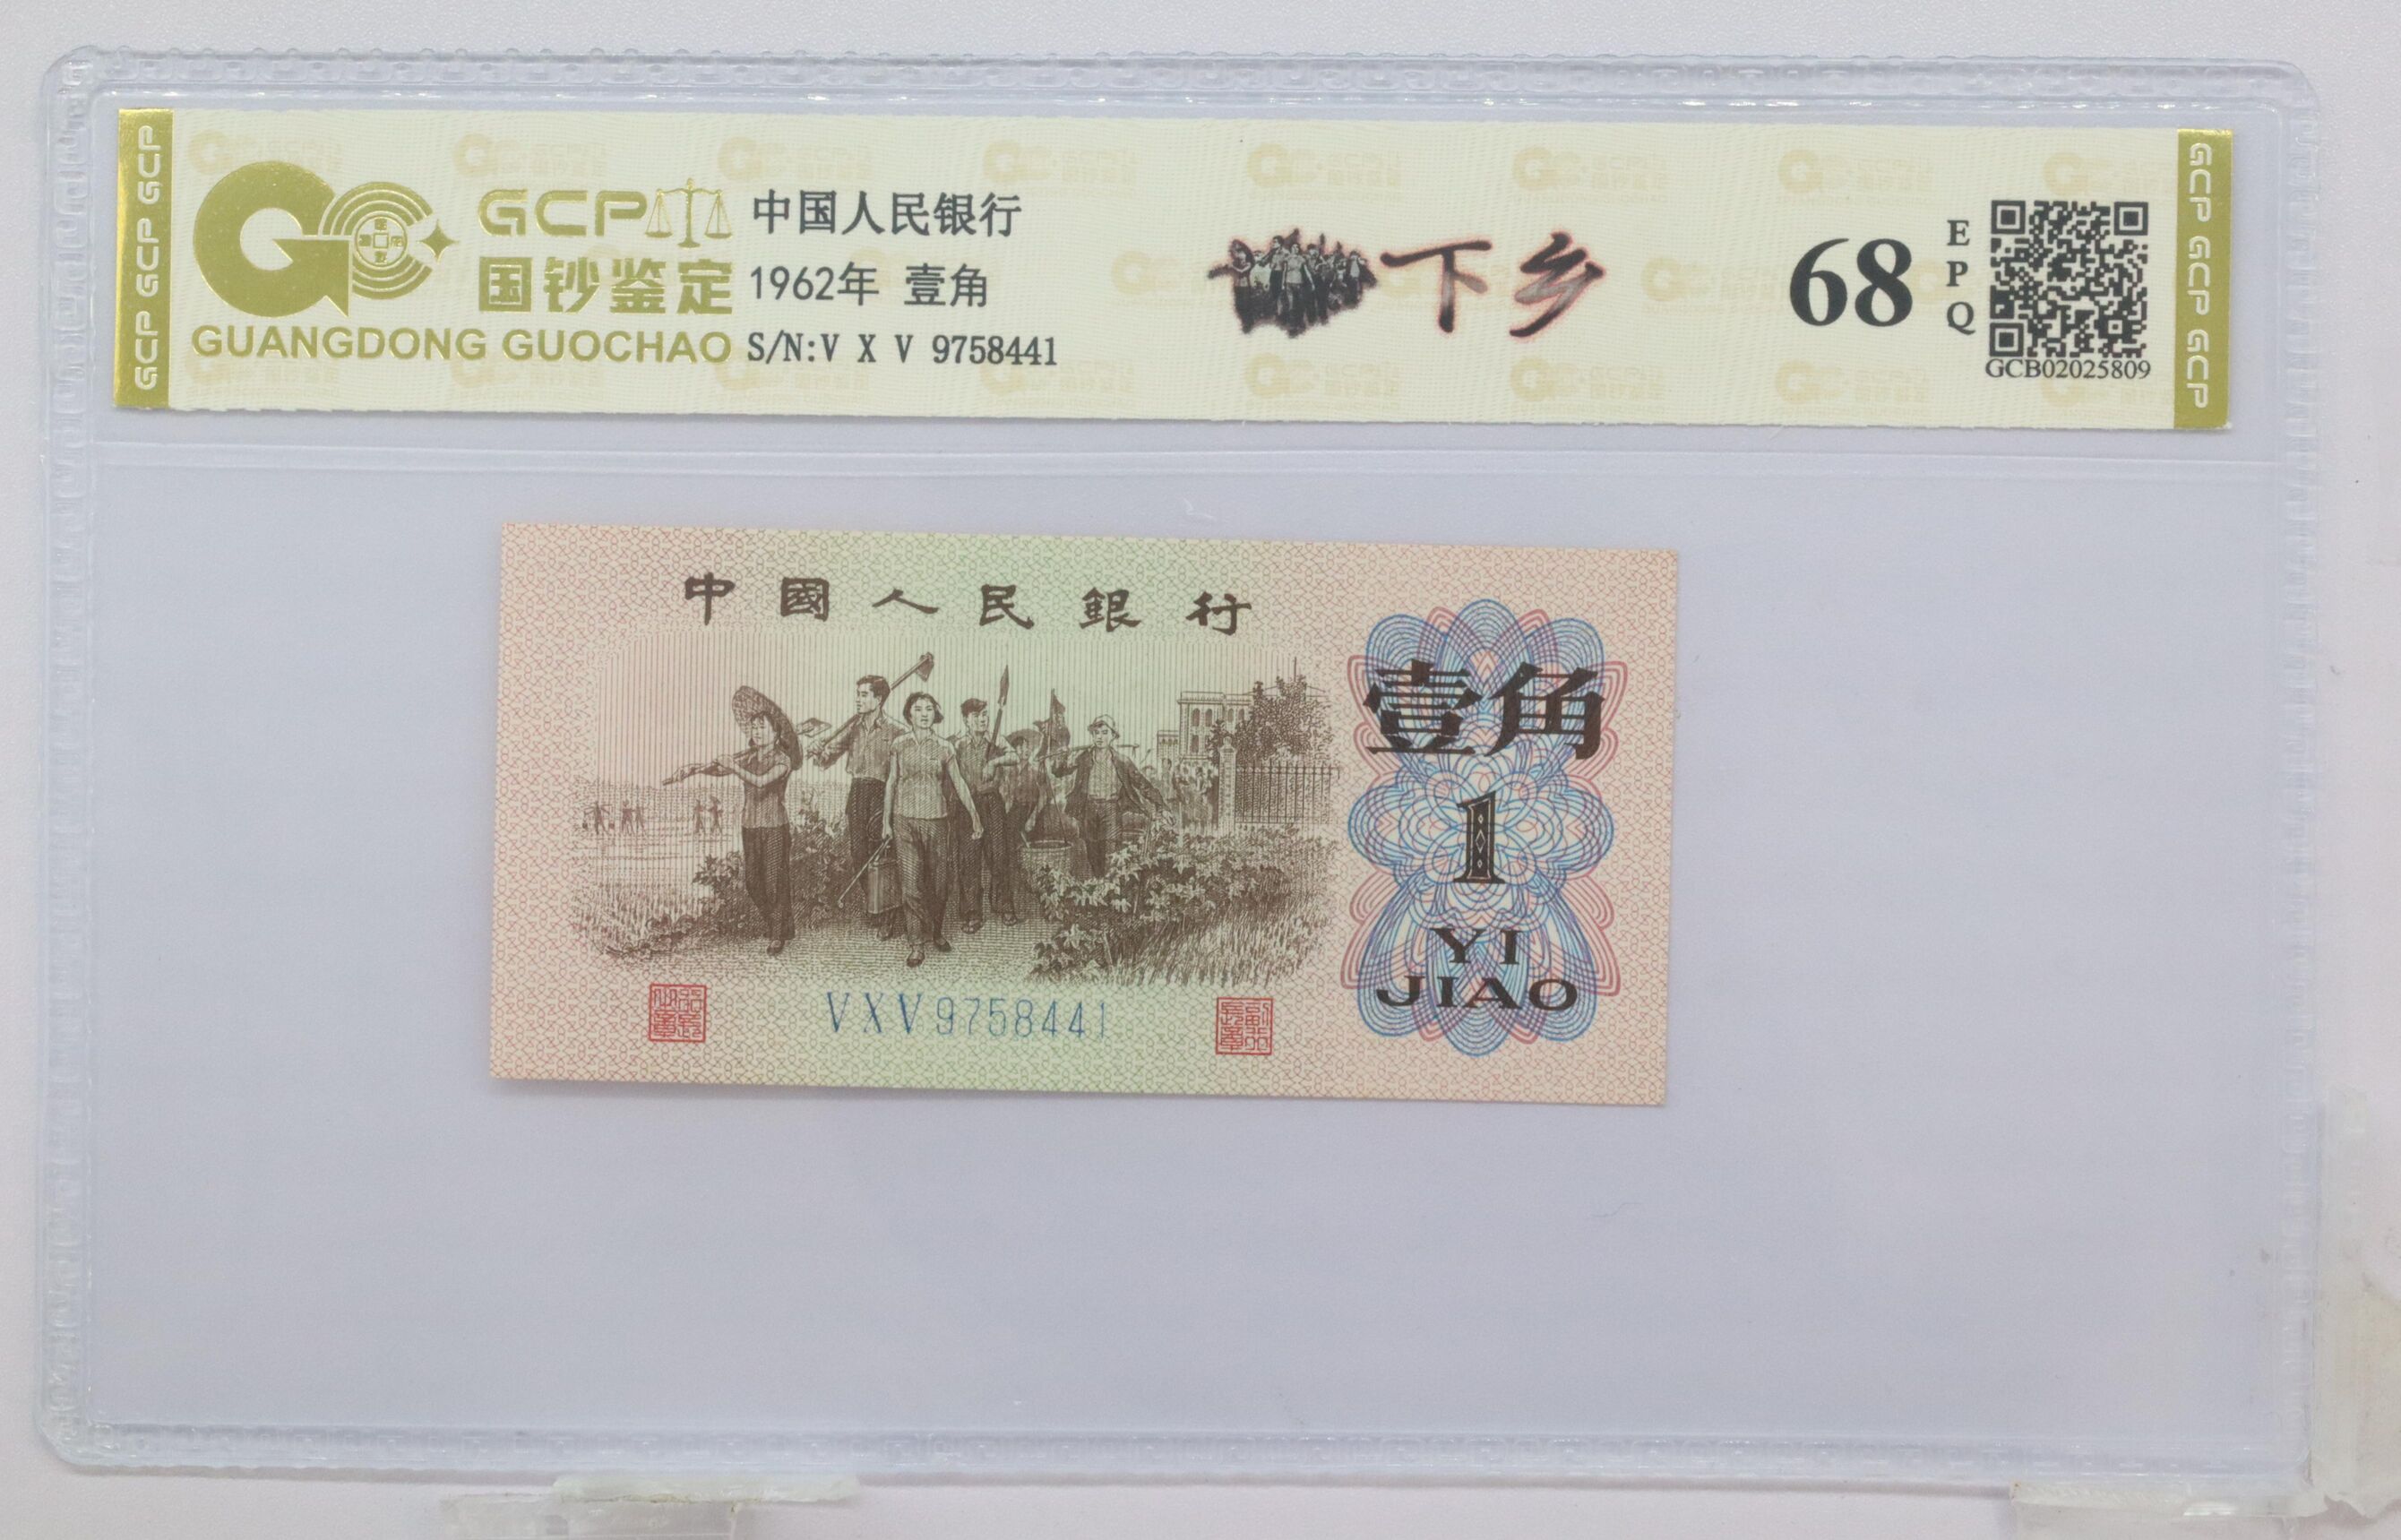 GCP GCP GCP
GCP
国钞鉴定
GUANGDONG GUOCHAO
中国人民银行
1962年 壹角
S/N:V X V 9758441
下乡
68
EPQ
GCB02025809
GCP GCP GCP
中國人民銀行
壹角
1
YI
JIAO
VXV9758441